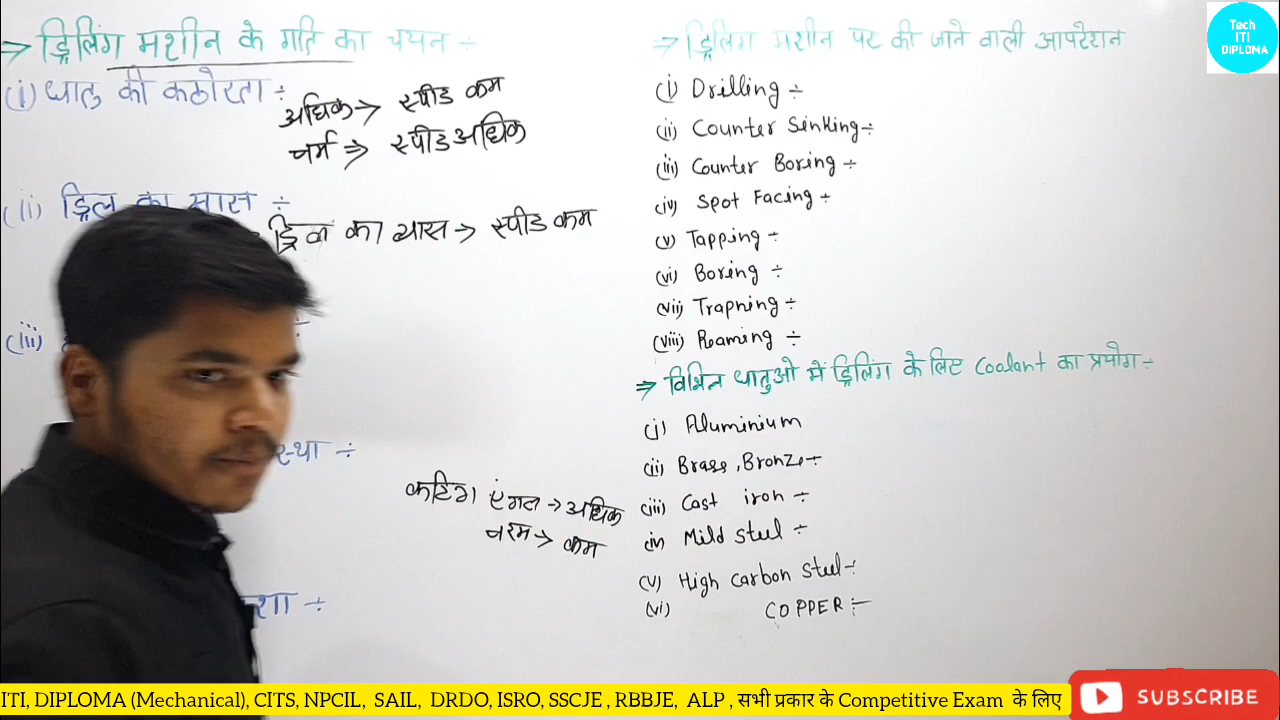 ⇒ ड्रिलिंग मशीन के गति का चयन ÷
(i) धातु की कठोरता ÷
अधिक → स्पीड कम
नर्म ⇒ स्पीड अधिक
(ii) ड्रिल का व्यास ÷
ड्रिल का व्यास → स्पीड कम
(iii)
स्था ÷
कटिंग एंगल → अधिक
नरम → कम
÷
⇒ ड्रिलिंग मशीन पर की जाने वाली आपरेशन
(i) Drilling ÷
(ii) Counter Sinking ÷
(iii) Counter Boring ÷
(iv) Spot Facing ÷
(v) Tapping ÷
(vi) Boring ÷
(vii) Trapning ÷
(viii) Reaming ÷
⇒ विभिन धातुओ में ड्रिलिंग के लिए Coolant का प्रयोग ÷
(i) Aluminium
(ii) Brass, Bronze ÷
(iii) Cast iron ÷
(iv) Mild steel ÷
(v) High Carbon Steel ÷
(vi) COPPER ÷
Tech
ITI
DIPLOMA
ITI, DIPLOMA (Mechanical), CITS, NPCIL, SAIL, DRDO, ISRO, SSCJE , RBBJE, ALP , सभी प्रकार के Competitive Exam के लिए
SUBSCRIBE